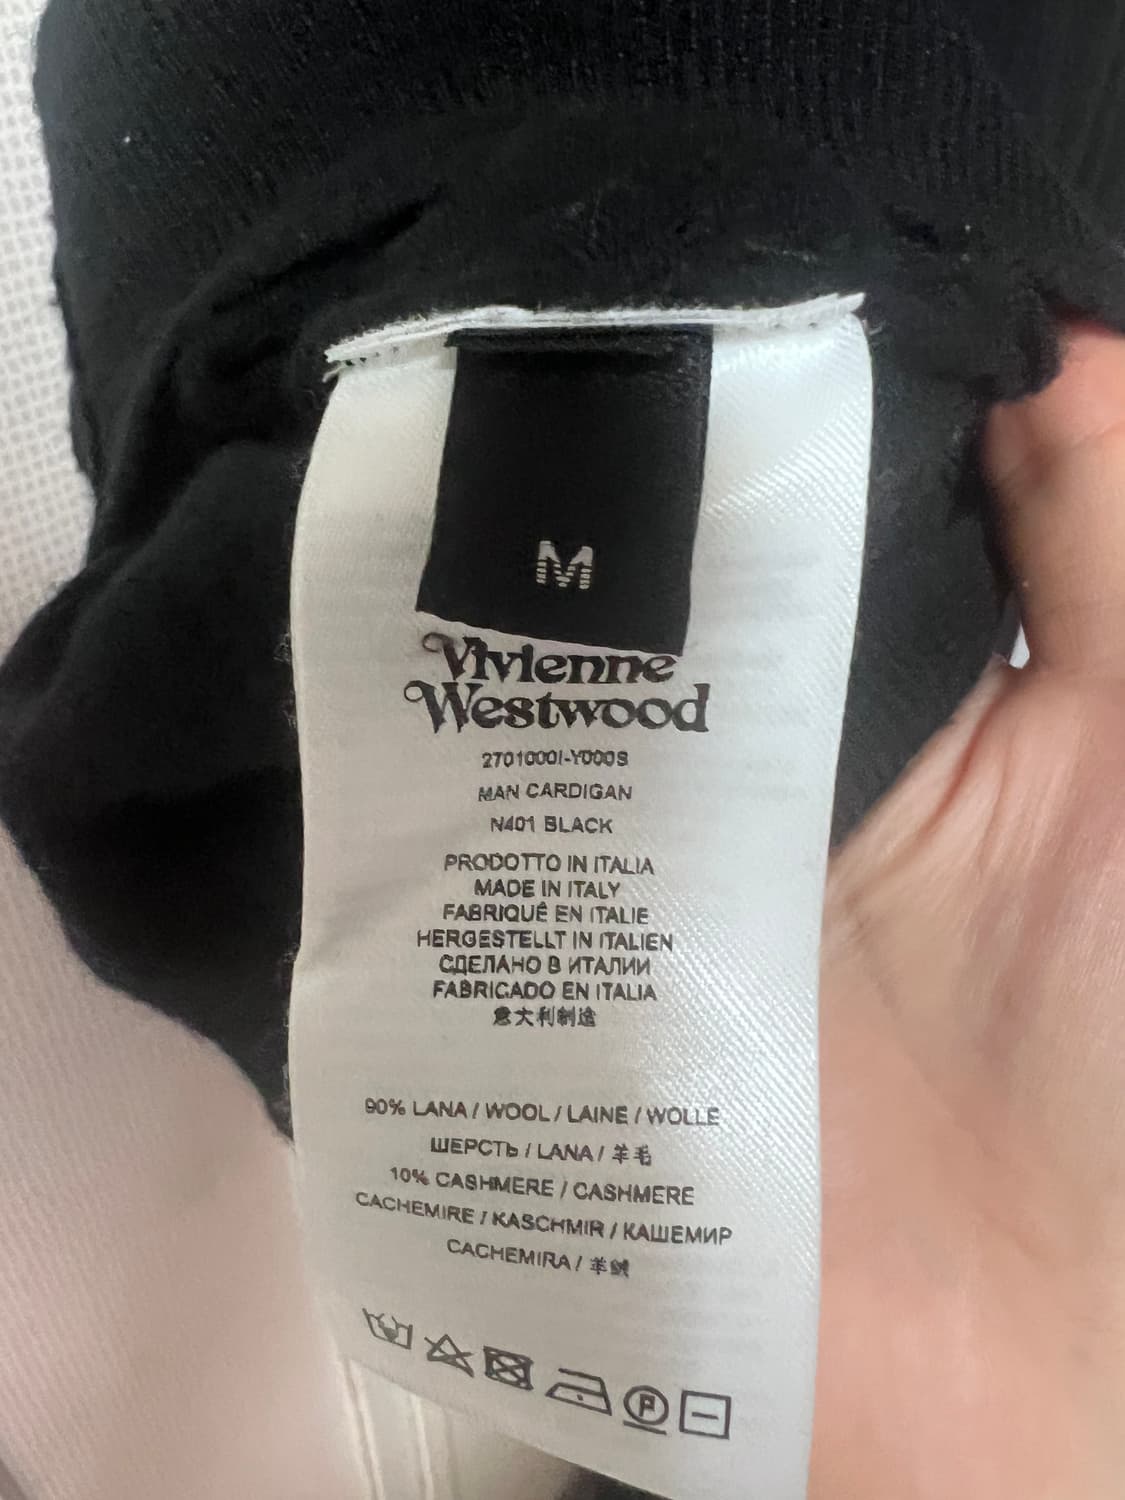 M
Vivienne
Westwood
2701000I-Y000S
MAN CARDIGAN
N401 BLACK
PRODOTTO IN ITALIA
MADE IN ITALY
FABRIQUÉ EN ITALIE
HERGESTELLT IN ITALIEN
СДЕЛАНО В ИТАЛИИ
FABRICADO EN ITALIA
意大利制造
90% LANA / WOOL / LAINE / WOLLE
ШЕРСТЬ / LANA / 羊毛
10% CASHMERE / CASHMERE
CACHEMIRE / KASCHMIR / КАШЕМИР
CACHEMIRA / 羊绒
P